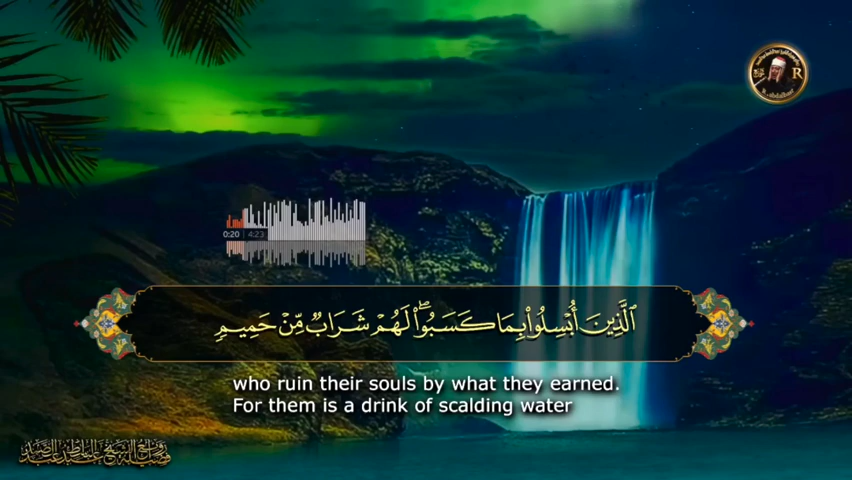 R
0:20 4:23
ٱلَّذِينَ أُبْسِلُوا۟ بِمَا كَسَبُوا۟ ۖ لَهُمْ شَرَابٌ مِّنْ حَمِيمٍ
who ruin their souls by what they earned.
For them is a drink of scalding water